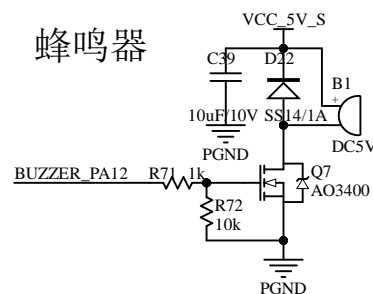 VCC_5V_S
蜂鸣器
C39
D22
B1
+
10uF/10V
SS14/1A
DC5V
PGND
BUZZER_PA12
R71 1k
Q7
AO3400
R72
10k
PGND